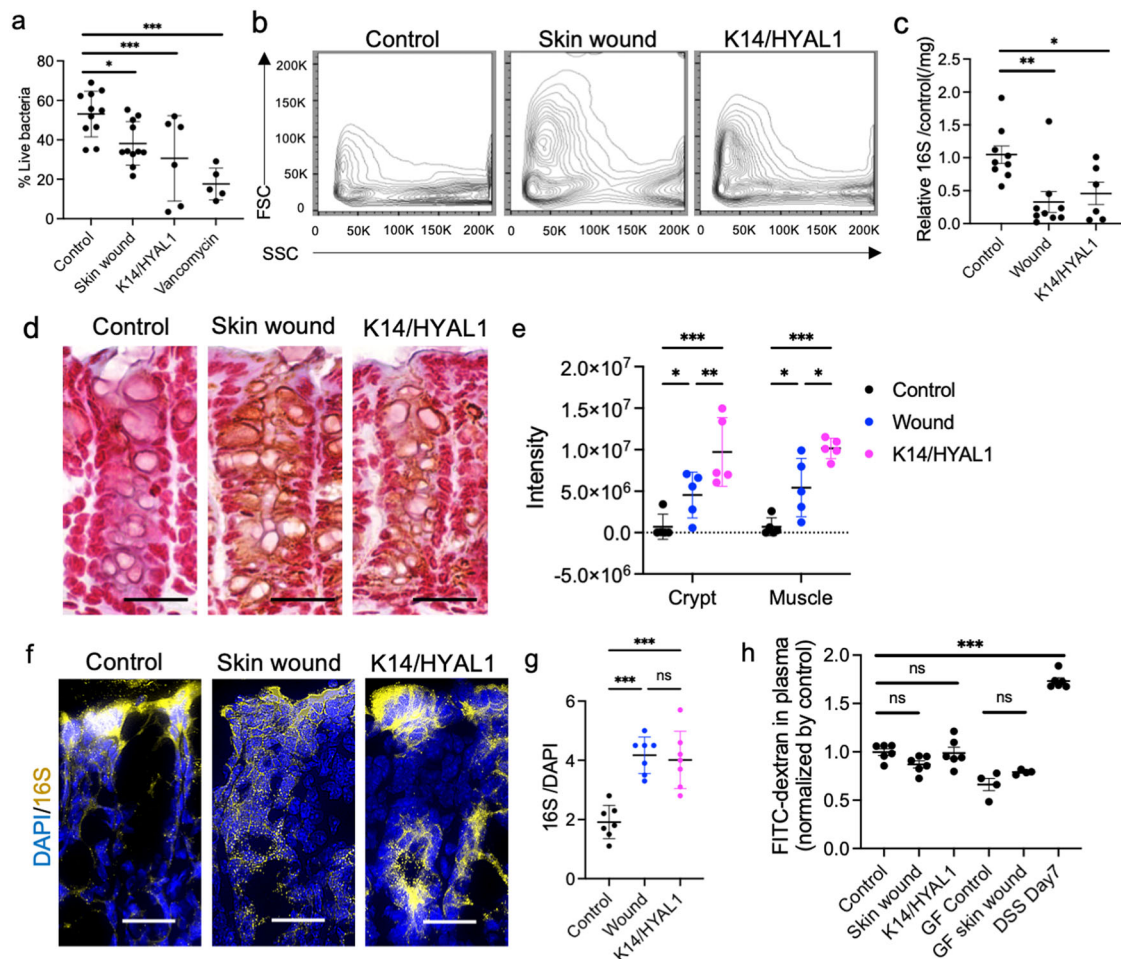 a
***
***
*
% Live bacteria
80
60
40
20
0
Control
Skin wound
K14/HYAL1
Vancomycin
b
Control
Skin wound
K14/HYAL1
FSC
200K
150K
100K
50K
0
0 50K 100K 150K 200K
0 50K 100K 150K 200K
0 50K 100K 150K 200K
SSC
c
*
**
Relative 16S /control(/mg)
2.5
2.0
1.5
1.0
0.5
0.0
Control
Wound
K14/HYAL1
d
Control
Skin wound
K14/HYAL1
e
*** ***
* ** * *
Intensity
2.0×10⁷
1.5×10⁷
1.0×10⁷
5.0×10⁶
0.0
-5.0×10⁶
Crypt
Muscle
Control
Wound
K14/HYAL1
f
Control
Skin wound
K14/HYAL1
DAPI/16S
g
***
*** ns
16S /DAPI
6
4
2
0
Control
Wound
K14/HYAL1
h
***
ns
ns ns
FITC-dextran in plasma
(normalized by control)
2.0
1.5
1.0
0.5
0.0
Control
Skin wound
K14/HYAL1
GF Control
GF skin wound
DSS Day7